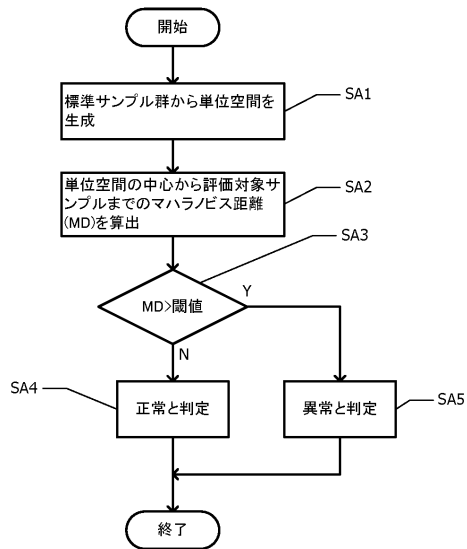 開始
標準サンプル群から単位空間を
生成
SA1
単位空間の中心から評価対象サ
ンプルまでのマハラノビス距離
(MD)を算出
SA2
SA3
MD>閾値
Y
N
SA4
正常と判定
異常と判定
SA5
終了